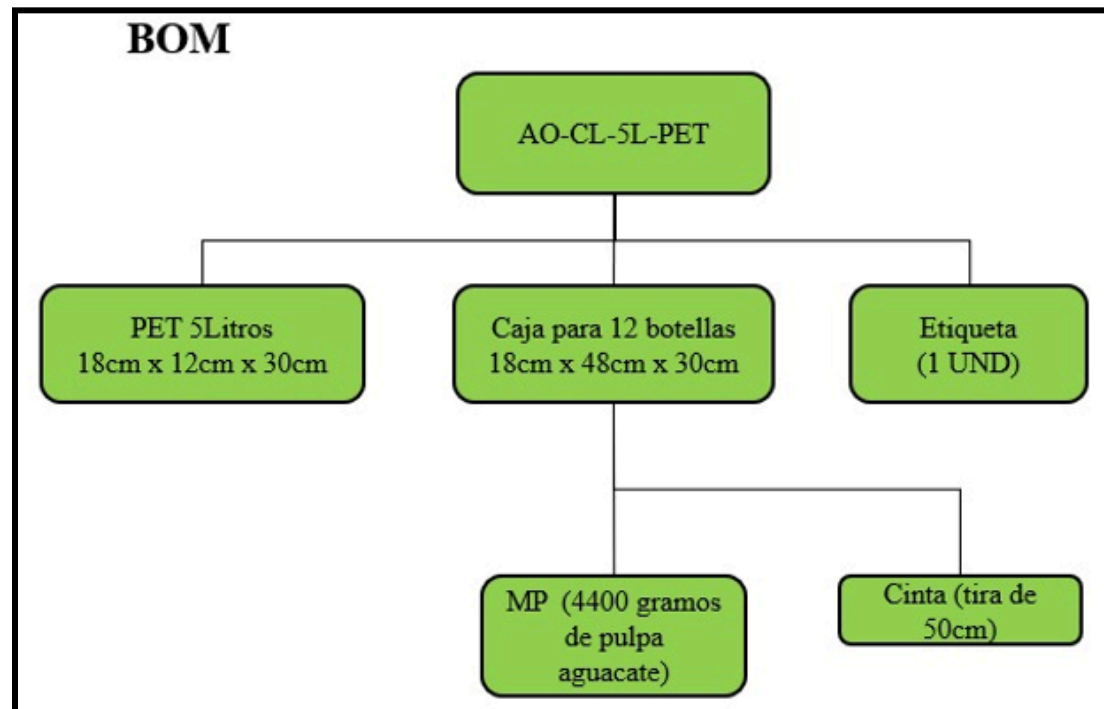 BOM
AO-CL-5L-PET
PET 5Litros
18cm x 12cm x 30cm
Caja para 12 botellas
18cm x 48cm x 30cm
Etiqueta
(1 UND)
MP (4400 gramos
de pulpa
aguacate)
Cinta (tira de
50cm)